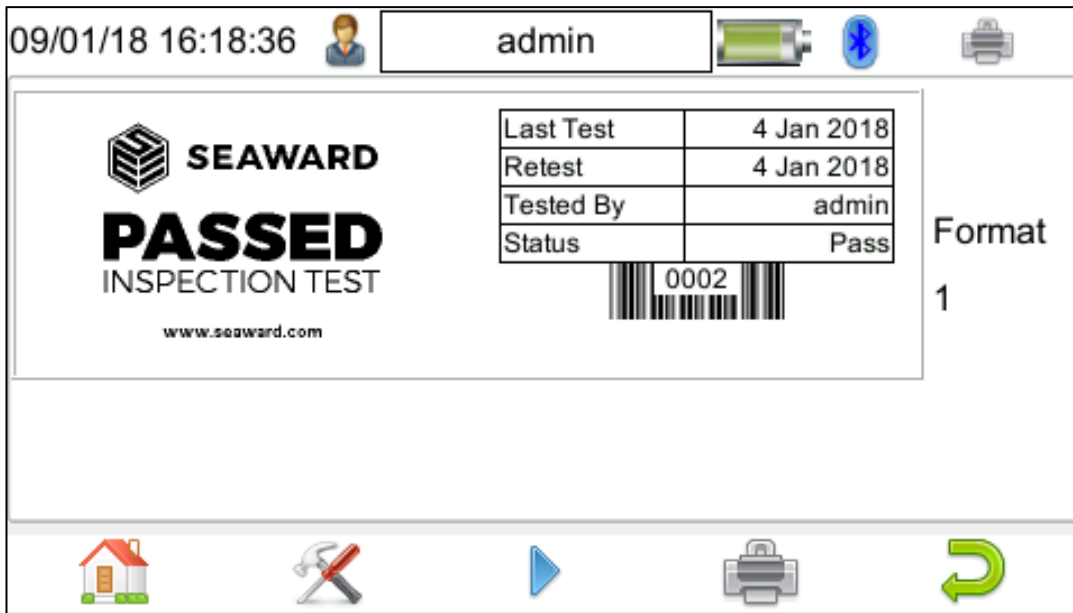 09/01/18 16:18:36 admin
SEAWARD
PASSED
INSPECTION TEST
www.seaward.com
Last Test 4 Jan 2018
Retest 4 Jan 2018
Tested By admin
Status Pass
0002
Format
1